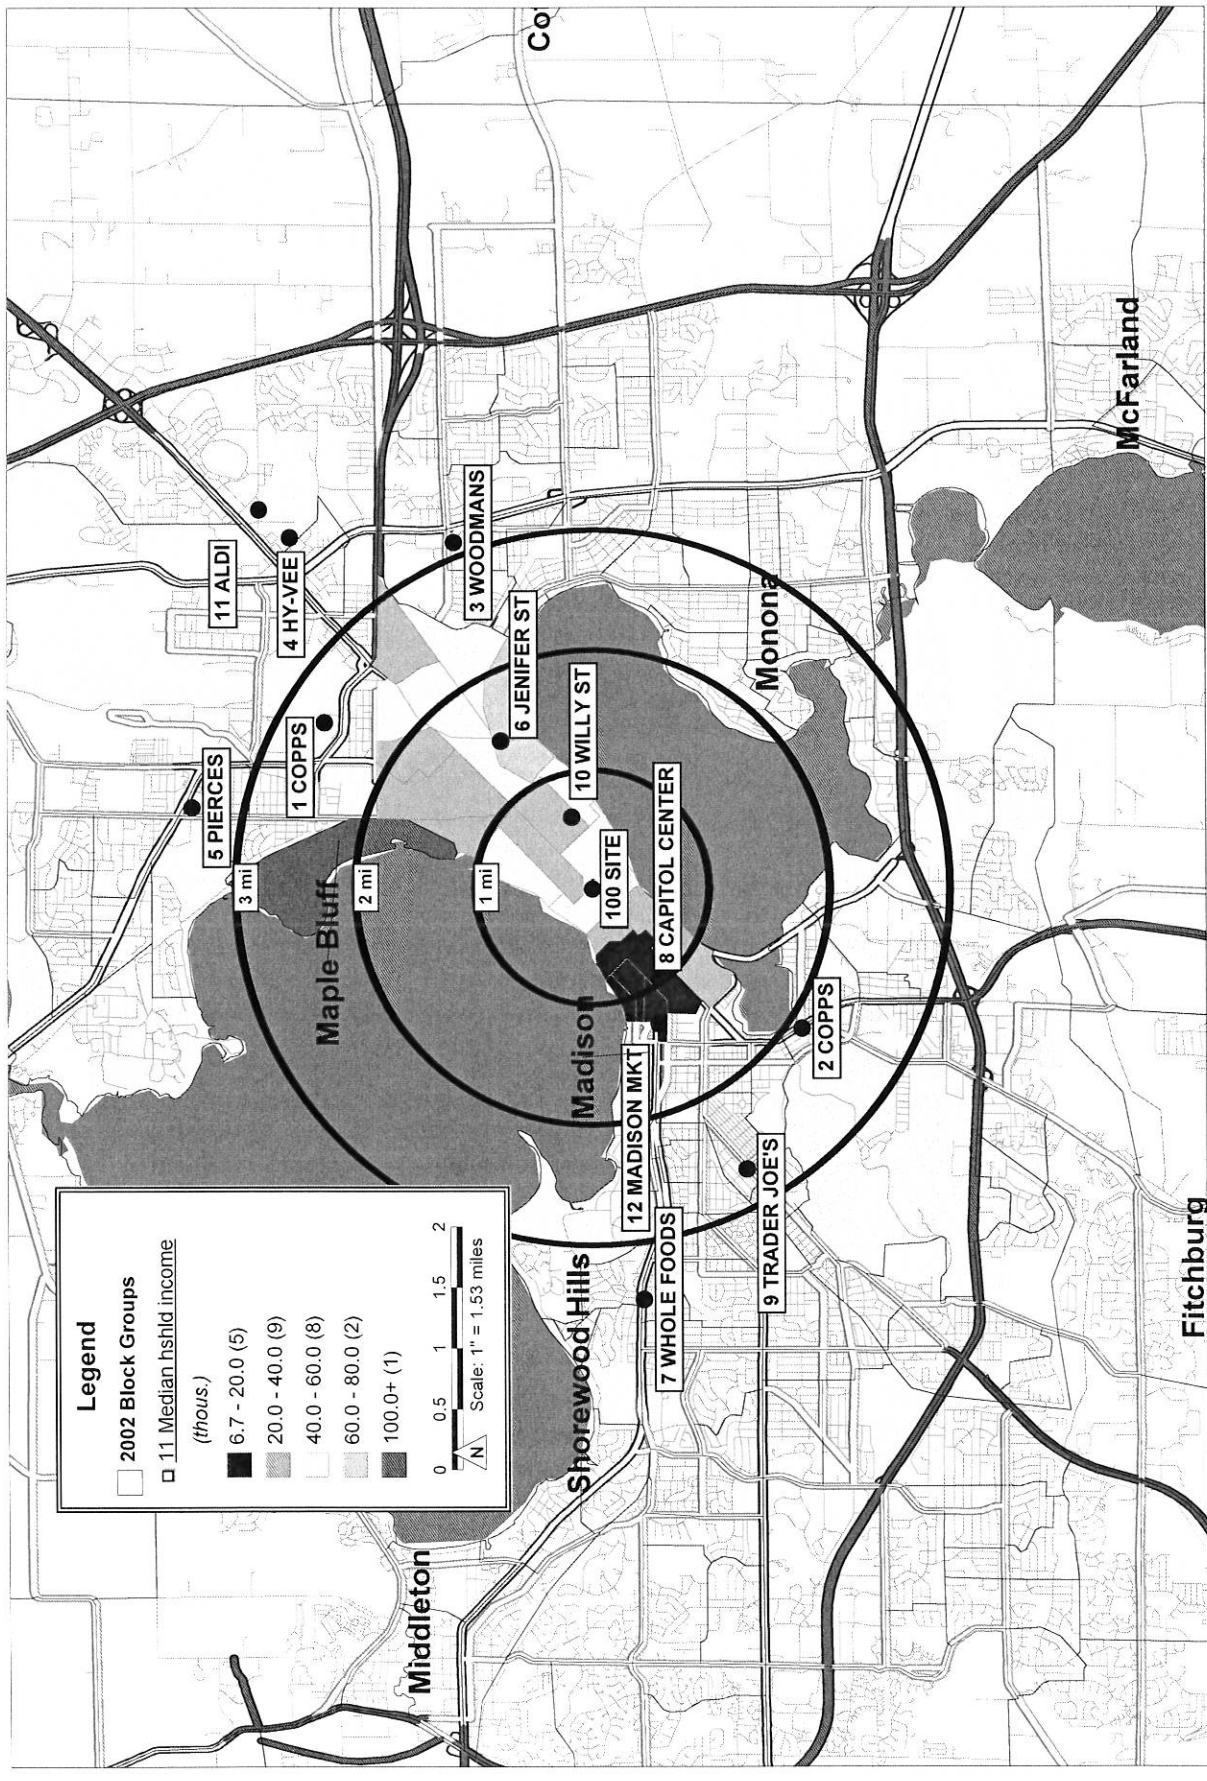 Legend
2002 Block Groups
11 Median hshld income
(thous.)
6.7 - 20.0 (5)
20.0 - 40.0 (9)
40.0 - 60.0 (8)
60.0 - 80.0 (2)
100.0+ (1)
0 0.5 1 1.5 2
N
Scale: 1" = 1.53 miles
Middleton
Shorewood Hills
Fitchburg
Madison
Maple Bluff
Monona
McFarland
Co
3 mi
2 mi
1 mi
5 PIERCES
1 COPPS
11 ALDI
4 HY-VEE
3 WOODMANS
6 JENIFER ST
10 WILLY ST
100 SITE
8 CAPITOL CENTER
12 MADISON MKT
2 COPPS
7 WHOLE FOODS
9 TRADER JOE'S